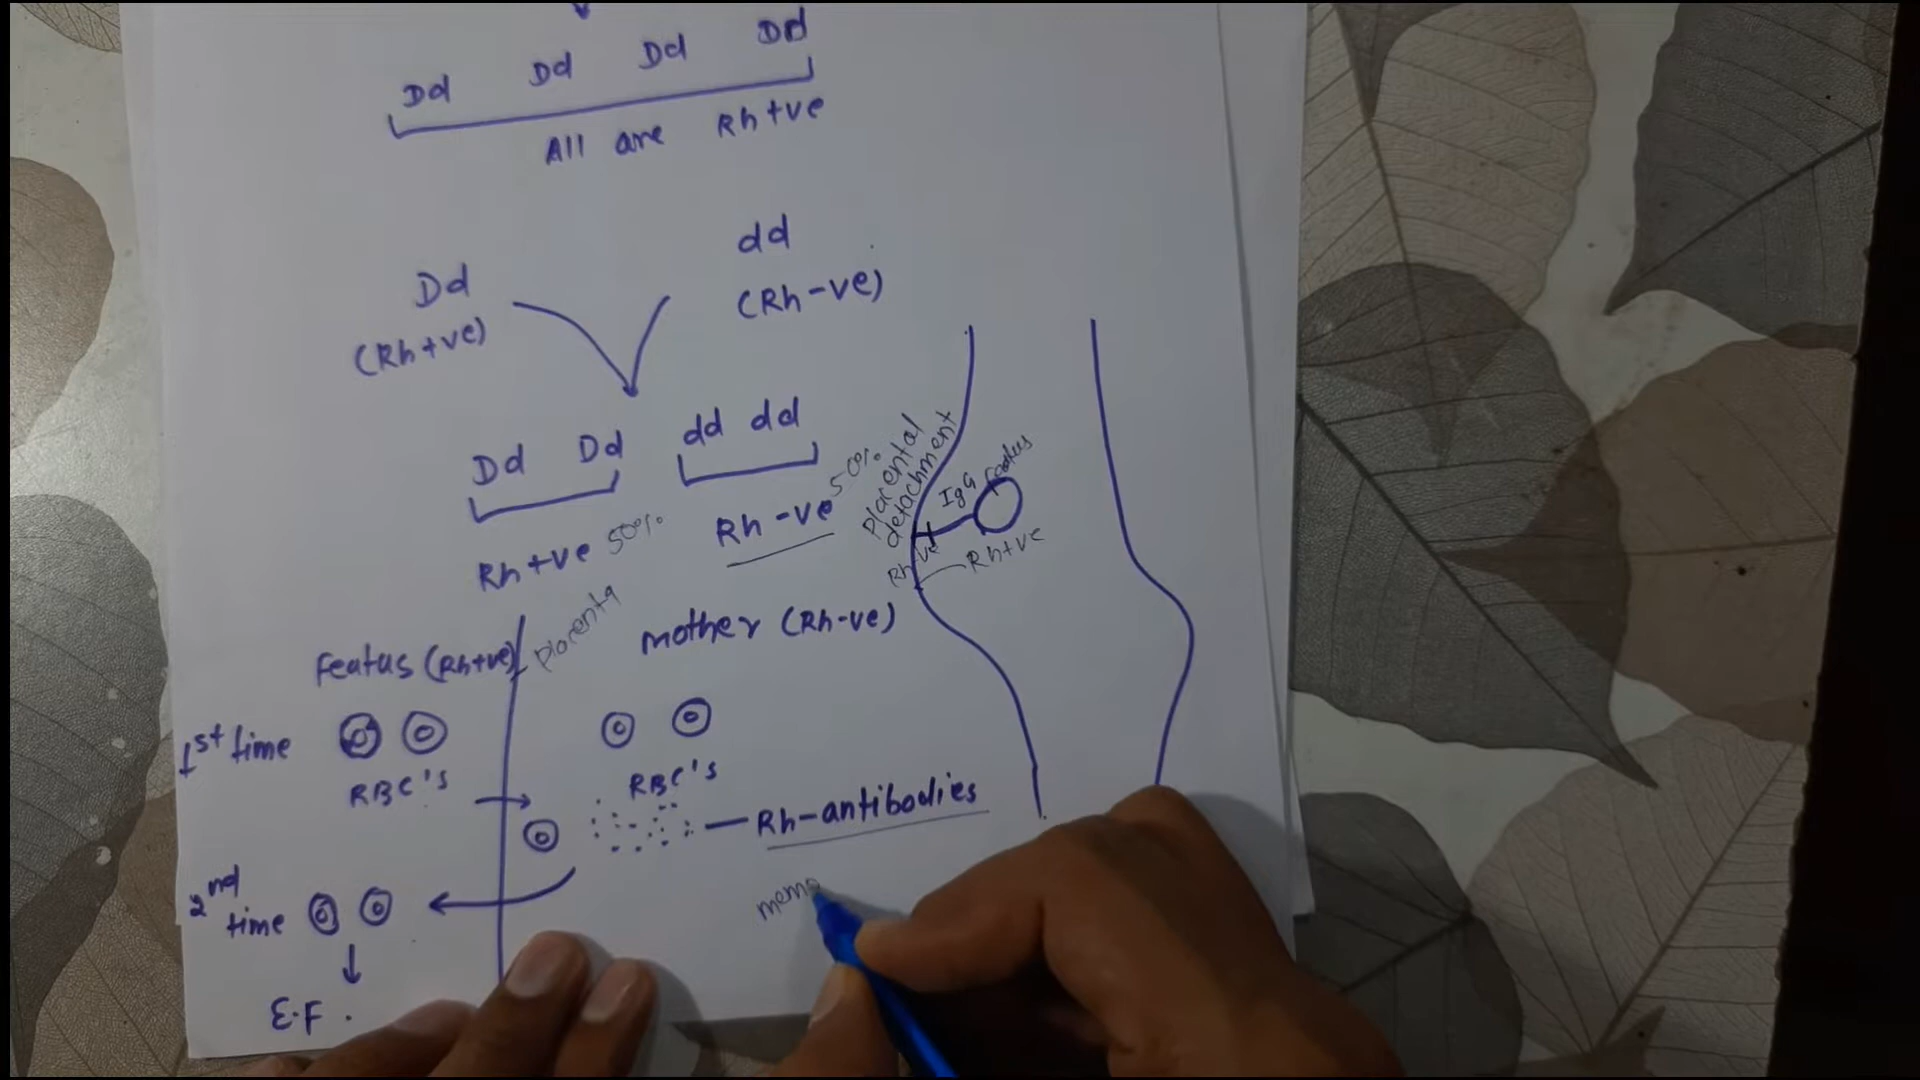 Dd Dd Dd Dd
All are Rh+ve
Dd
(Rh+ve)
dd
(Rh-ve)
Dd Dd
dd dd
Rh+ve 50%
Rh-ve 50%
Placental
detachment
IgG
Rh-ve
Rh+ve
placenta
Featus (Rh+ve)
mother (Rh-ve)
1st time
RBC's
RBC's
Rh-antibodies
2nd
time
E.F.
memo